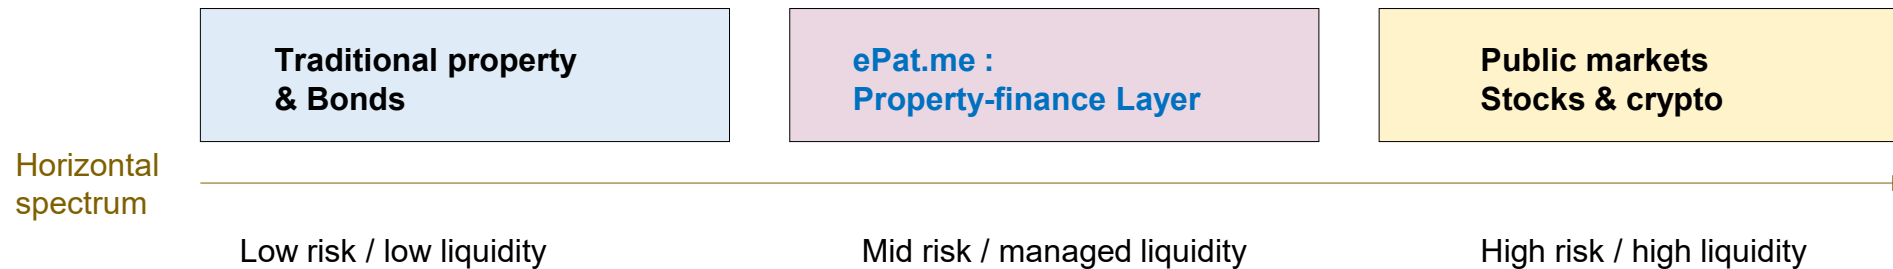 Traditional property
& Bonds
ePat.me :
Property-finance Layer
Public markets
Stocks & crypto
Horizontal
spectrum
Low risk / low liquidity
Mid risk / managed liquidity
High risk / high liquidity